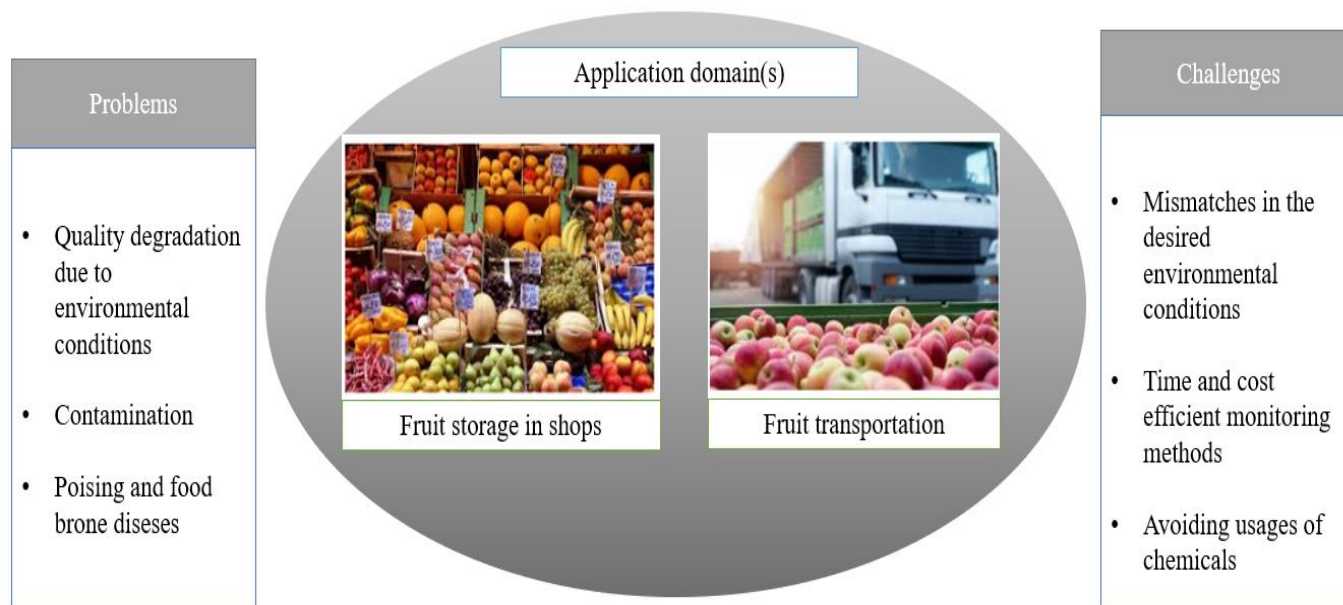 Problems
• Quality degradation
due to
environmental
conditions
• Contamination
• Poising and food
brone diseses
Application domain(s)
Fruit storage in shops
Fruit transportation
Challenges
• Mismatches in the
desired
environmental
conditions
• Time and cost
efficient monitoring
methods
• Avoiding usages of
chemicals